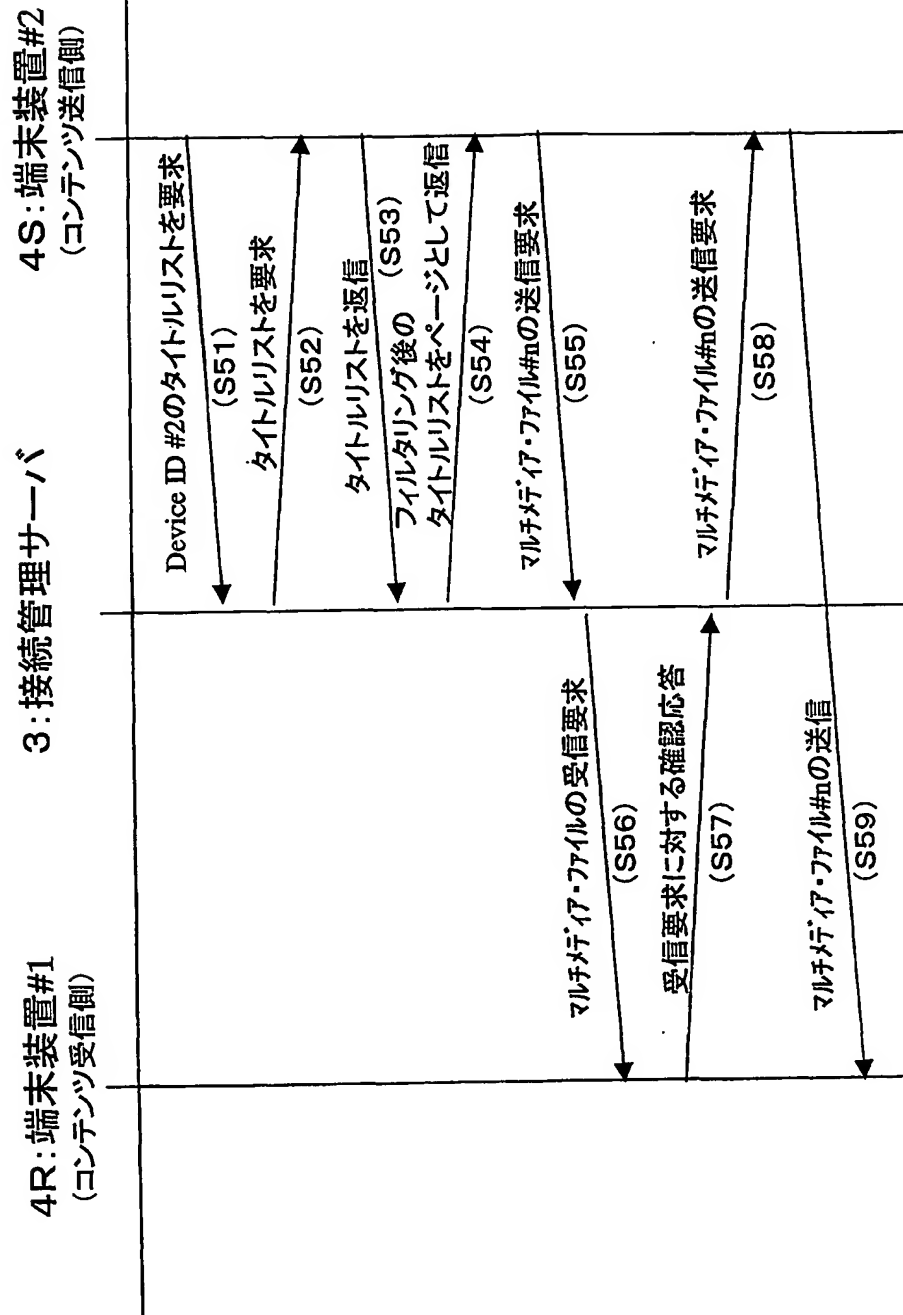 4R:端末装置#1
(コンテンツ受信側)
3:接続管理サーバ
4S:端末装置#2
(コンテンツ送信側)
Device ID #2のタイトルリストを要求
(S51)
タイトルリストを要求
(S52)
タイトルリストを返信
(S53)
フィルタリング後の
タイトルリストをページとして返信
(S54)
マルチメディア・ファイル#nの送信要求
(S55)
マルチメディア・ファイルの受信要求
(S56)
受信要求に対する確認応答
(S57)
マルチメディア・ファイル#nの送信要求
(S58)
マルチメディア・ファイル#nの送信
(S59)